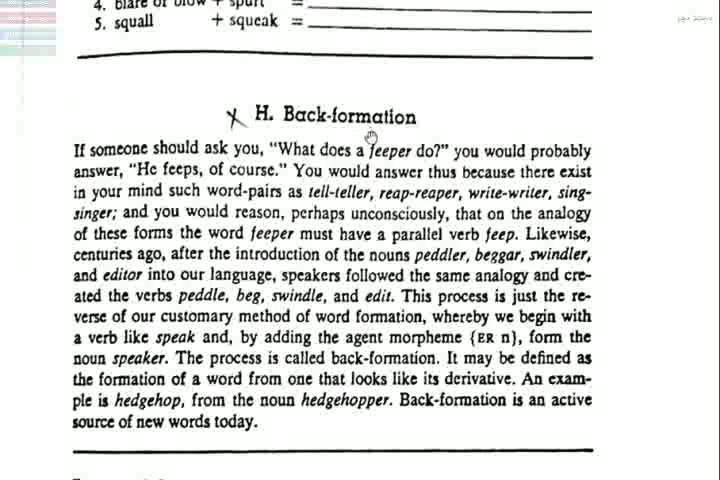 4. blare or blow + spurt =
5. squall + squeak =
H. Back-formation
If someone should ask you, "What does a feeper do?" you would probably
answer, "He feeps, of course." You would answer thus because there exist
in your mind such word-pairs as tell-teller, reap-reaper, write-writer, sing-
singer; and you would reason, perhaps unconsciously, that on the analogy
of these forms the word feeper must have a parallel verb feep. Likewise,
centuries ago, after the introduction of the nouns peddler, beggar, swindler,
and editor into our language, speakers followed the same analogy and cre-
ated the verbs peddle, beg, swindle, and edit. This process is just the re-
verse of our customary method of word formation, whereby we begin with
a verb like speak and, by adding the agent morpheme {ER n}, form the
noun speaker. The process is called back-formation. It may be defined as
the formation of a word from one that looks like its derivative. An exam-
ple is hedgehop, from the noun hedgehopper. Back-formation is an active
source of new words today.